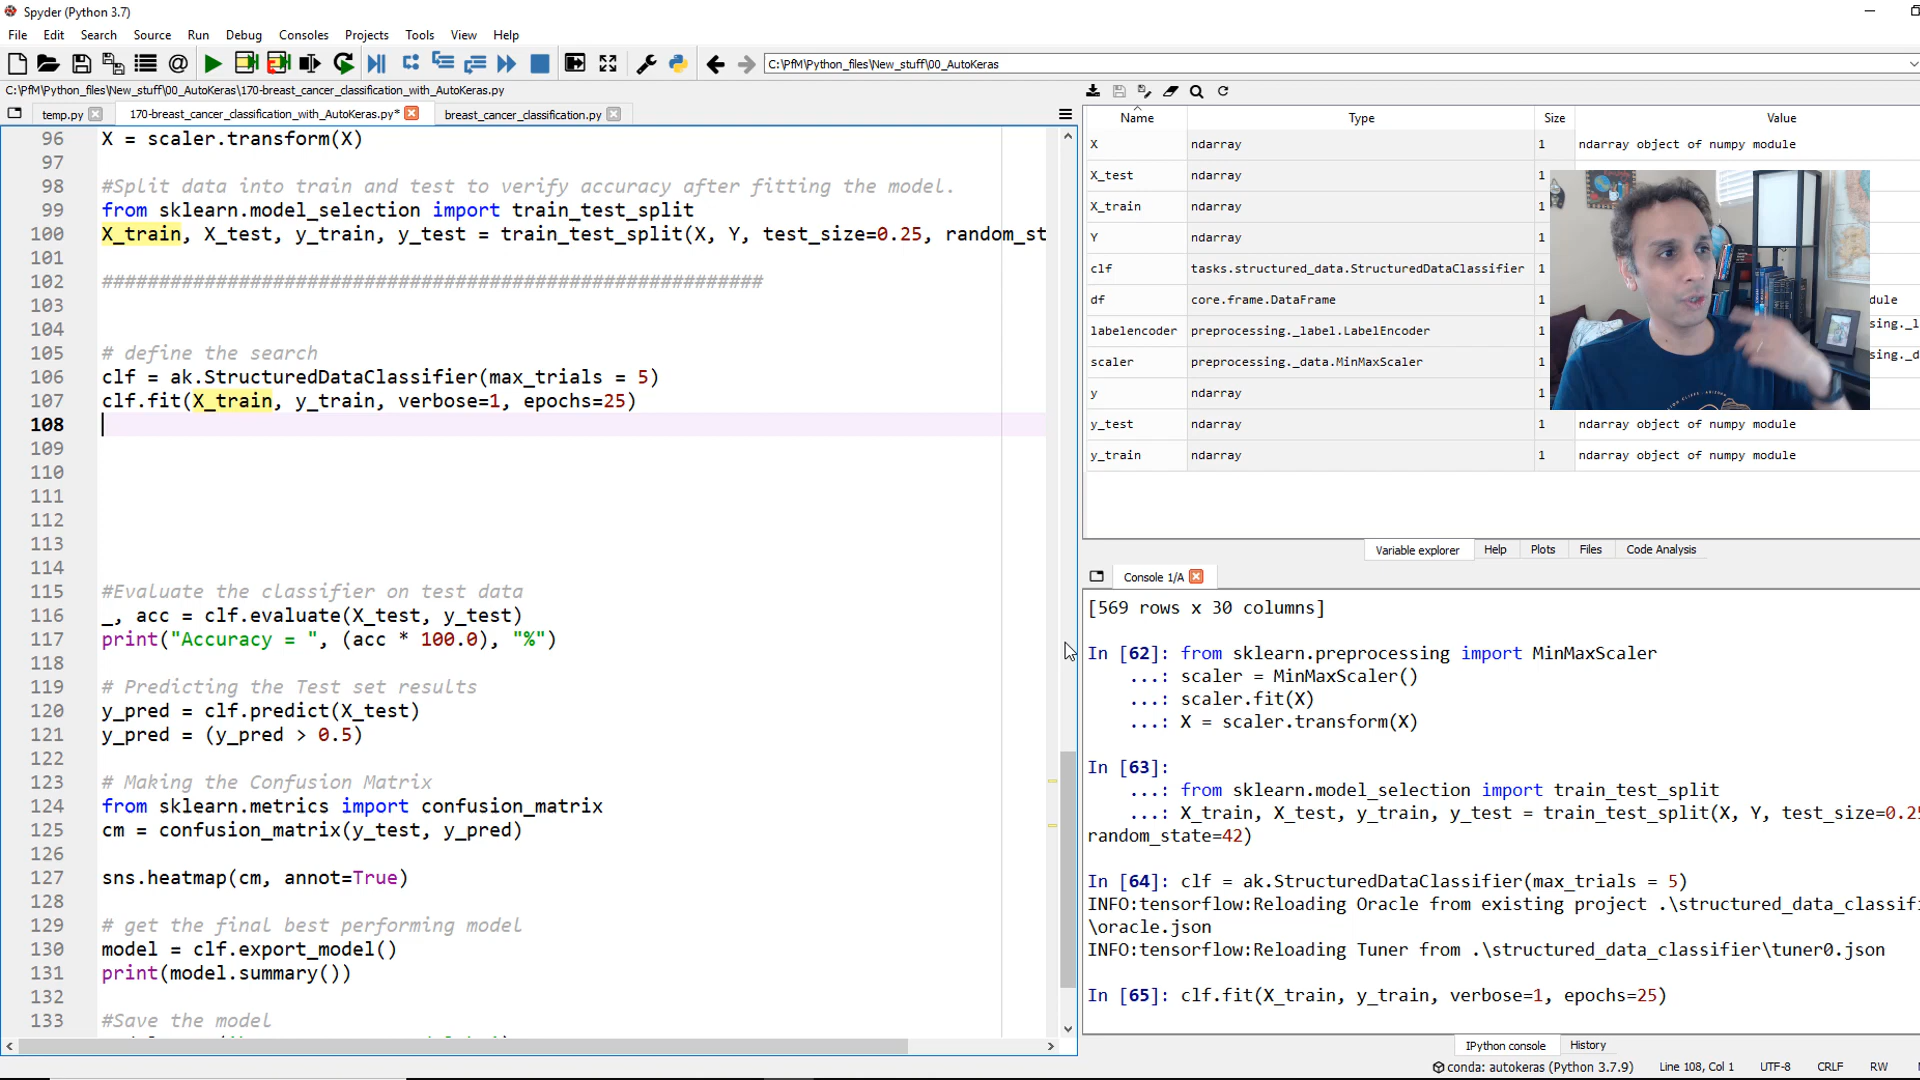 Spyder (Python 3.7)
File Edit Search Source Run Debug Consoles Projects Tools View Help
C:\PfM\Python_files\New_stuff\00_AutoKeras
C:\PfM\Python_files\New_stuff\00_AutoKeras\170-breast_cancer_classification_with_AutoKeras.py
temp.py 170-breast_cancer_classification_with_AutoKeras.py* breast_cancer_classification.py
96 X = scaler.transform(X)
97
98 #Split data into train and test to verify accuracy after fitting the model.
99 from sklearn.model_selection import train_test_split
100 X_train, X_test, y_train, y_test = train_test_split(X, Y, test_size=0.25, random_st
101
102 ##########################################################
103
104
105 # define the search
106 clf = ak.StructuredDataClassifier(max_trials = 5)
107 clf.fit(X_train, y_train, verbose=1, epochs=25)
108
109
110
111
112
113
114
115 #Evaluate the classifier on test data
116 _, acc = clf.evaluate(X_test, y_test)
117 print("Accuracy = ", (acc * 100.0), "%")
118
119 # Predicting the Test set results
120 y_pred = clf.predict(X_test)
121 y_pred = (y_pred > 0.5)
122
123 # Making the Confusion Matrix
124 from sklearn.metrics import confusion_matrix
125 cm = confusion_matrix(y_test, y_pred)
126
127 sns.heatmap(cm, annot=True)
128
129 # get the final best performing model
130 model = clf.export_model()
131 print(model.summary())
132
133 #Save the model
Name Type Size Value
X ndarray 1 ndarray object of numpy module
X_test ndarray 1
X_train ndarray 1
Y ndarray 1
clf tasks.structured_data.StructuredDataClassifier 1
df core.frame.DataFrame 1 dule
labelencoder preprocessing._label.LabelEncoder 1 sing._l
scaler preprocessing._data.MinMaxScaler 1 sing._d
y ndarray 1
y_test ndarray 1 ndarray object of numpy module
y_train ndarray 1 ndarray object of numpy module
Variable explorer Help Plots Files Code Analysis
Console 1/A
[569 rows x 30 columns]
In [62]: from sklearn.preprocessing import MinMaxScaler
...: scaler = MinMaxScaler()
...: scaler.fit(X)
...: X = scaler.transform(X)
In [63]:
...: from sklearn.model_selection import train_test_split
...: X_train, X_test, y_train, y_test = train_test_split(X, Y, test_size=0.25
random_state=42)
In [64]: clf = ak.StructuredDataClassifier(max_trials = 5)
INFO:tensorflow:Reloading Oracle from existing project .\structured_data_classifi
\oracle.json
INFO:tensorflow:Reloading Tuner from .\structured_data_classifier\tuner0.json
In [65]: clf.fit(X_train, y_train, verbose=1, epochs=25)
IPython console History
conda: autokeras (Python 3.7.9) Line 108, Col 1 UTF-8 CRLF RW